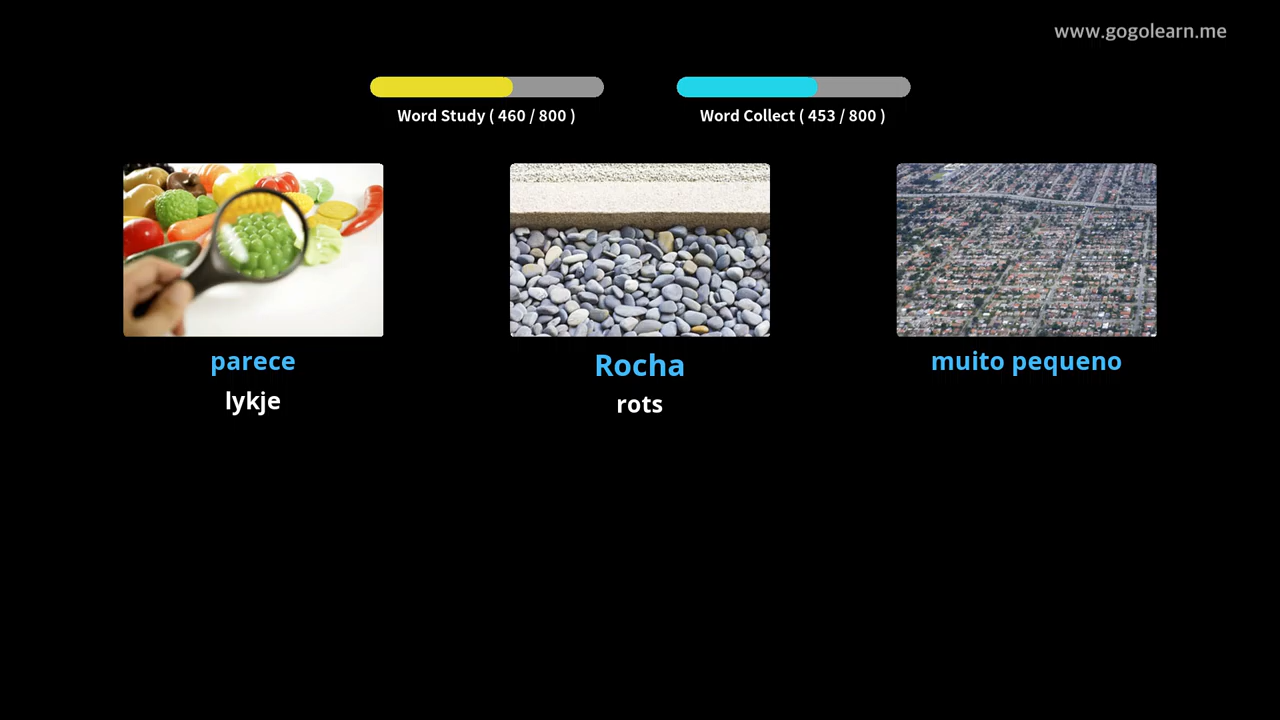 www.gogolearn.me
Word Study ( 460 / 800 )
Word Collect ( 453 / 800 )
parece
lykje
Rocha
rots
muito pequeno